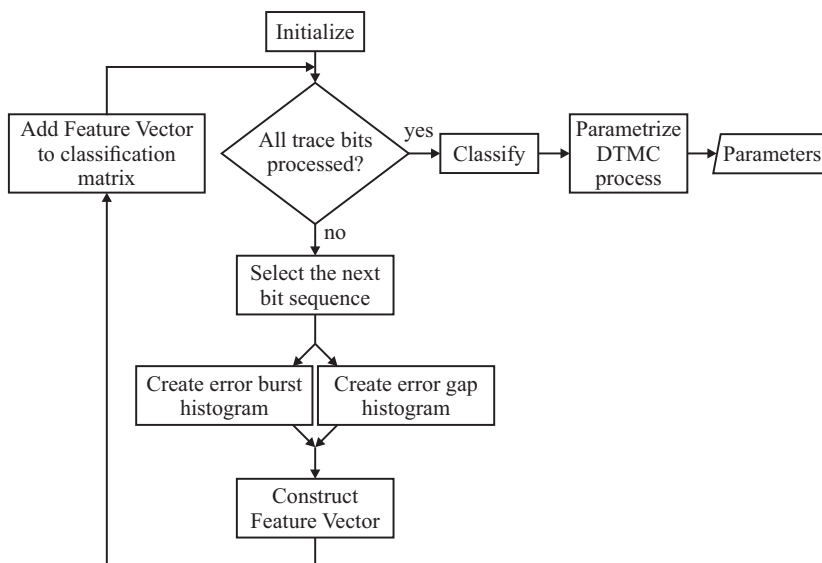 Initialize
Add Feature Vector
to classification
matrix
All trace bits
processed?
yes
Classify
Parametrize
DTMC
process
Parameters
no
Select the next
bit sequence
Create error burst
histogram
Create error gap
histogram
Construct
Feature Vector